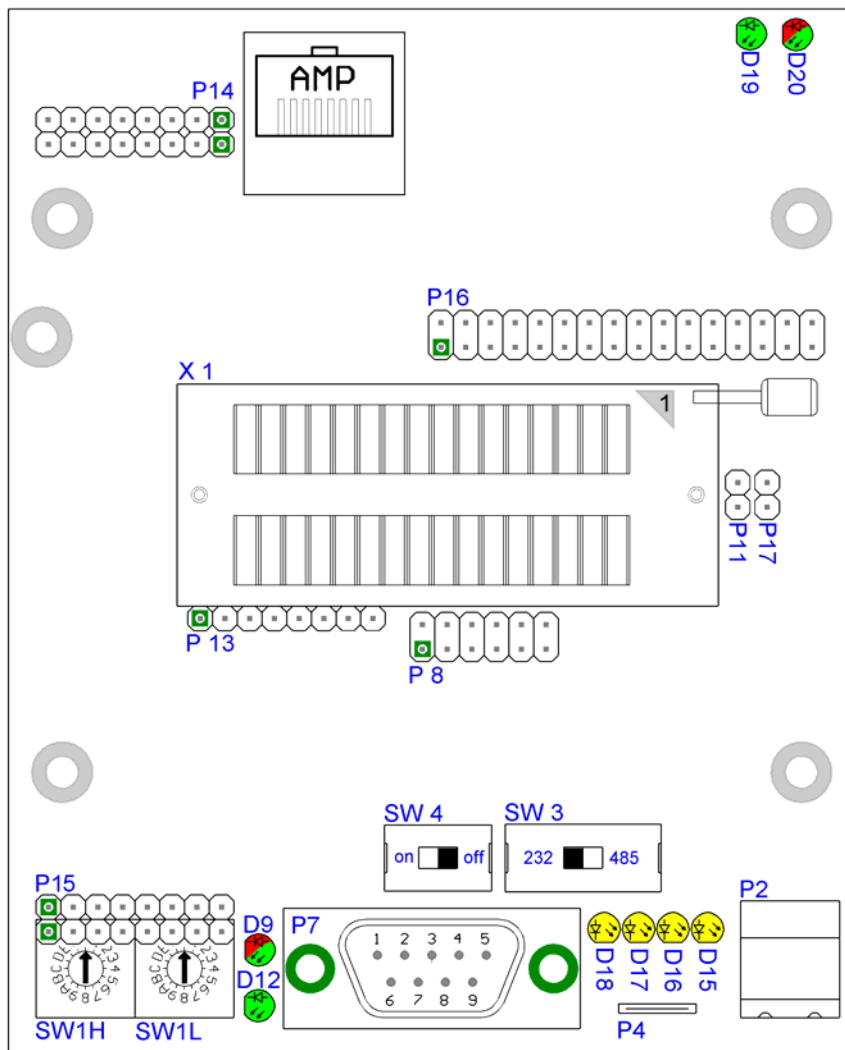 AMP
P14
D19
D20
P16
X 1
1
P11
P17
P 13
P 8
SW 4
SW 3
on
off
232
485
P15
D9
P7
P2
1 2 3 4 5
6 7 8 9
D12
D18
D17
D16
D15
P4
SW1H
SW1L